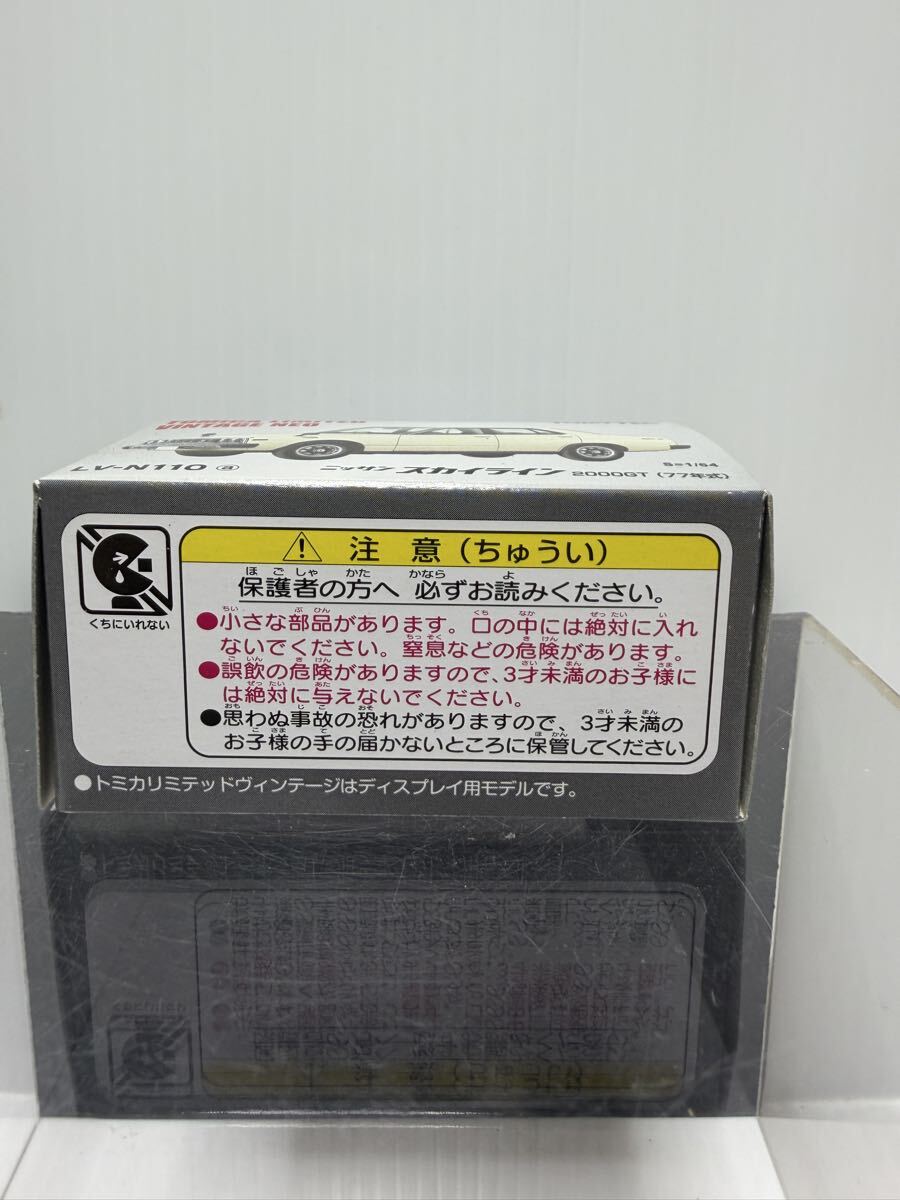 VINTAGE NEO
LV-N110 a
ニッサン スカイライン 2000GT (77年式)
S=1/64
くちにいれない
注意(ちゅうい)
保護者の方へ 必ずお読みください。
●小さな部品があります。口の中には絶対に入れ
ないでください。窒息などの危険があります。
●誤飲の危険がありますので、3才未満のお子様に
は絶対に与えないでください。
●思わぬ事故の恐れがありますので、3才未満の
お子様の手の届かないところに保管してください。
●トミカリミテッドヴィンテージはディスプレイ用モデルです。